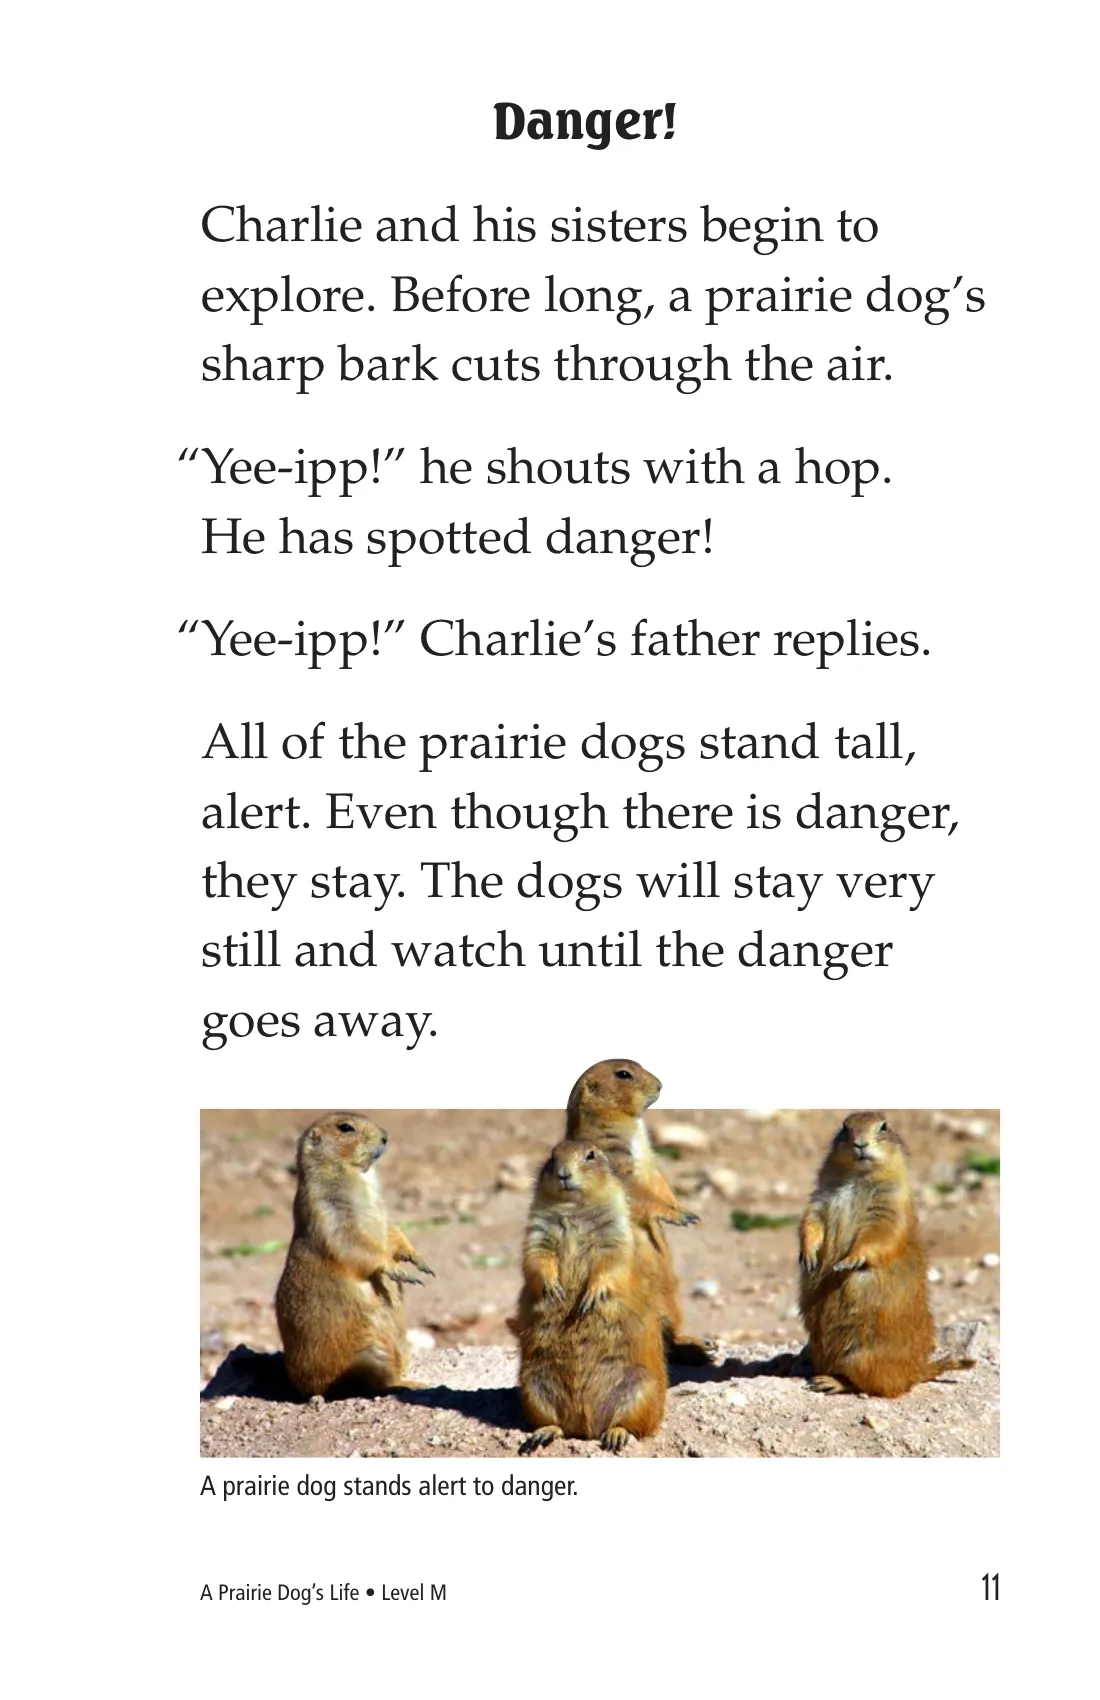 Danger!
Charlie and his sisters begin to
explore. Before long, a prairie dog’s
sharp bark cuts through the air.
“Yee-ipp!” he shouts with a hop.
He has spotted danger!
“Yee-ipp!” Charlie’s father replies.
All of the prairie dogs stand tall,
alert. Even though there is danger,
they stay. The dogs will stay very
still and watch until the danger
goes away.
A prairie dog stands alert to danger.
A Prairie Dog’s Life • Level M
11